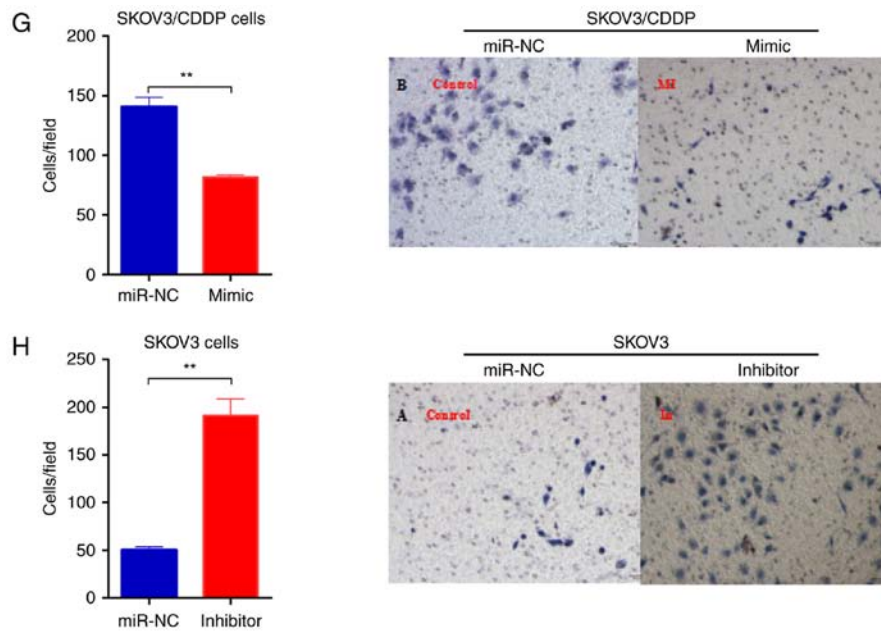 G
SKOV3/CDDP cells
200
150
100
50
0
Cells/field
**
miR-NC Mimic
SKOV3/CDDP
miR-NC Mimic
B Control
MI
H
SKOV3 cells
250
200
150
100
50
0
Cells/field
**
miR-NC Inhibitor
SKOV3
miR-NC Inhibitor
A Control
In